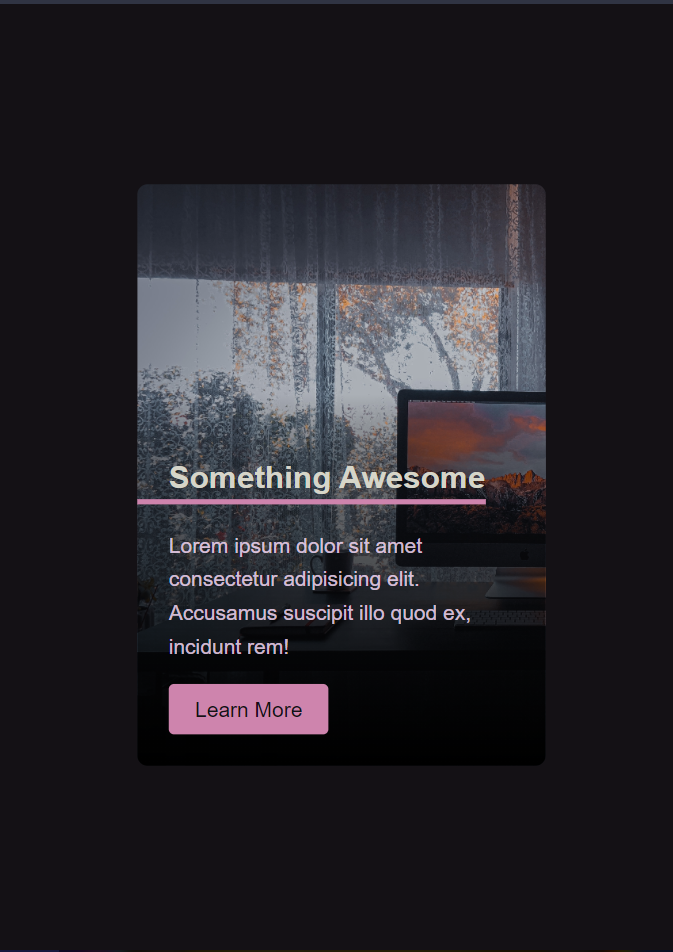 Something Awesome
Lorem ipsum dolor sit amet
consectetur adipisicing elit.
Accusamus suscipit illo quod ex,
incidunt rem!
Learn More